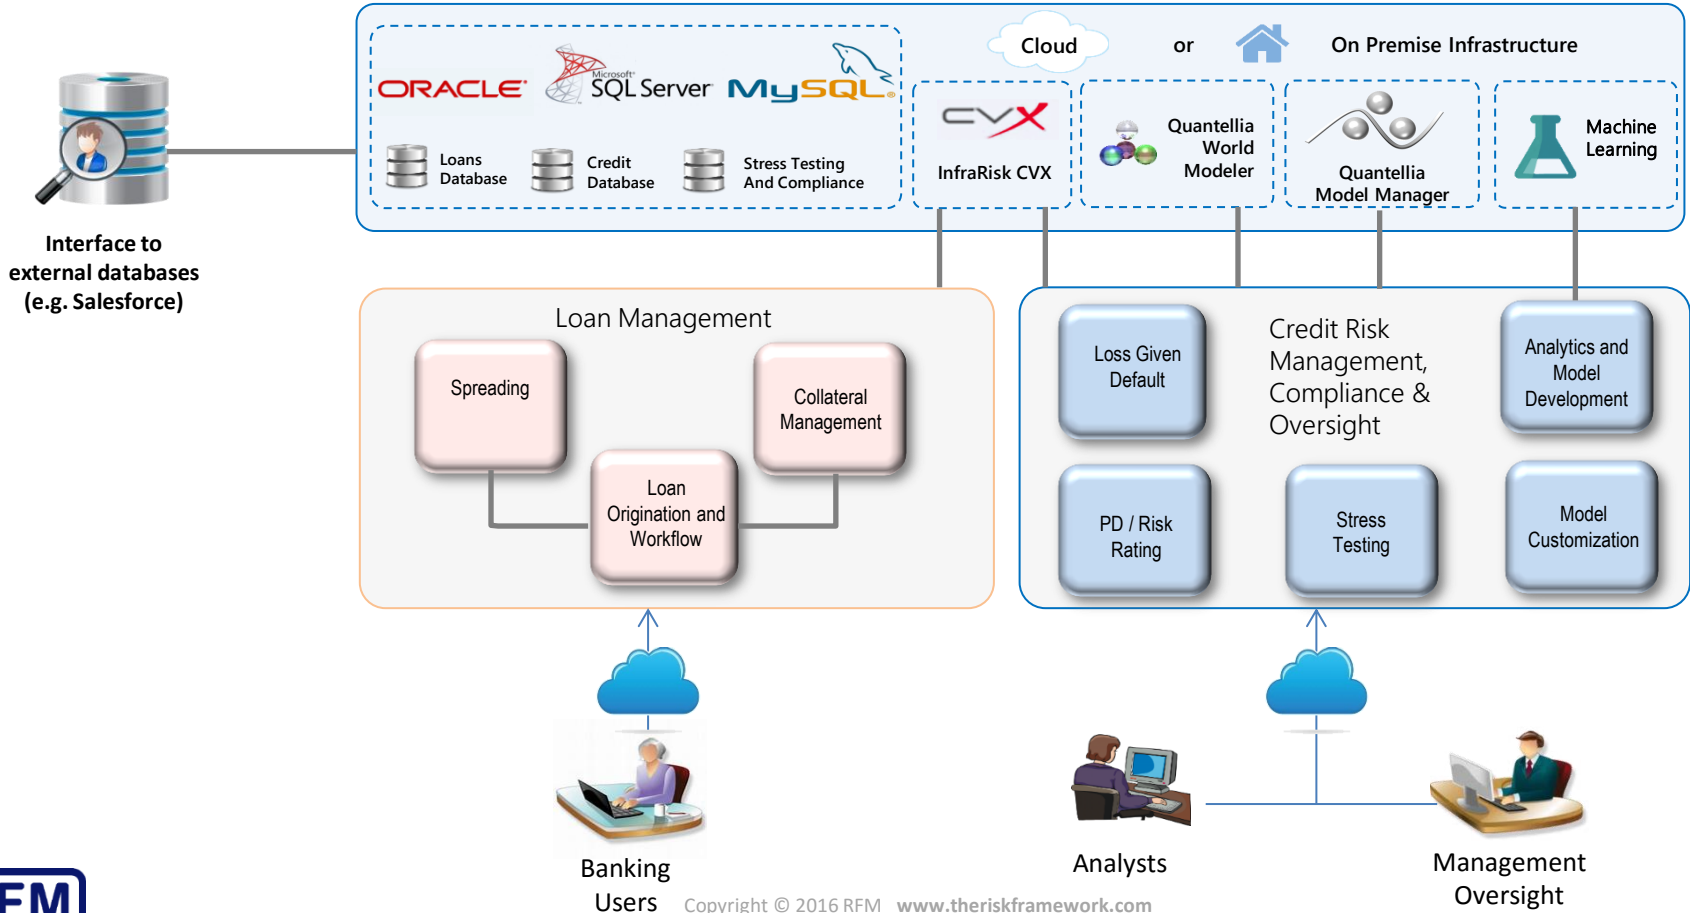 Cloud
or
On Premise Infrastructure
ORACLE
Microsoft
SQL Server
MySQL
Loans
Database
Credit
Database
Stress Testing
And Compliance
CVX
InfraRisk CVX
Quantellia
World
Modeler
Quantellia
Model Manager
Machine
Learning
Interface to
external databases
(e.g. Salesforce)
Loan Management
Spreading
Collateral
Management
Loan
Origination and
Workflow
Loss Given
Default
Credit Risk
Management,
Compliance &
Oversight
Analytics and
Model
Development
PD / Risk
Rating
Stress
Testing
Model
Customization
Banking
Users
Analysts
Management
Oversight
Copyright © 2016 RFM www.theriskframework.com